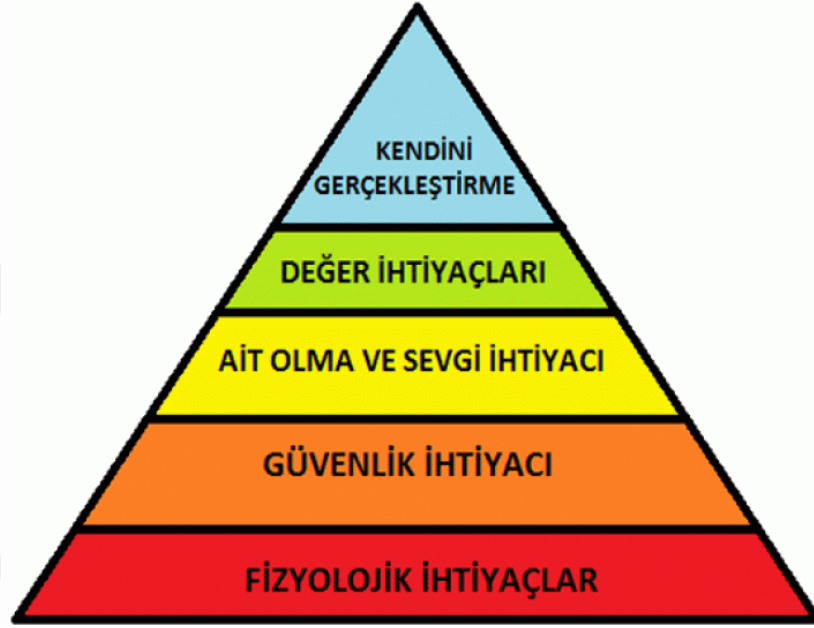 KENDİNİ
GERÇEKLEŞTİRME
DEĞER İHTİYAÇLARI
AİT OLMA VE SEVGİ İHTİYACI
GÜVENLİK İHTİYACI
FİZYOLOJİK İHTİYAÇLAR